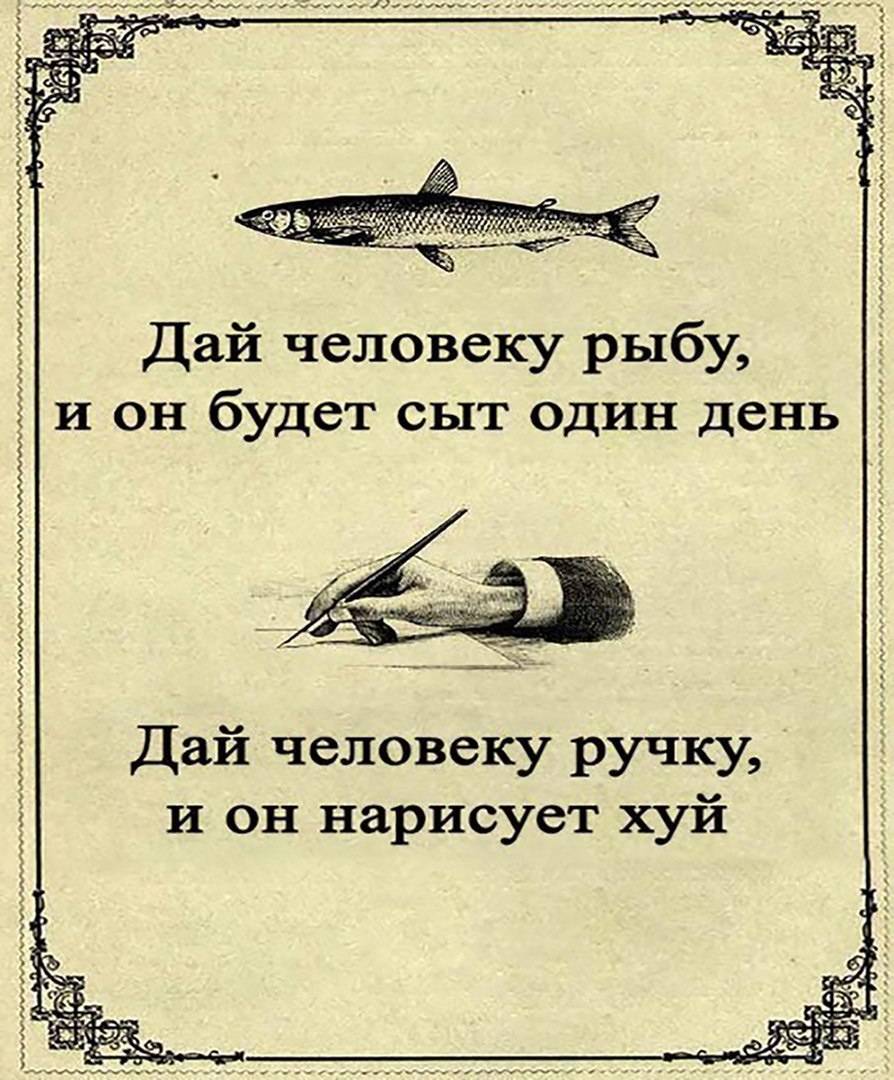 Дай человеку рыбу,
и он будет сыт один день
Дай человеку ручку,
и он нарисует хуй